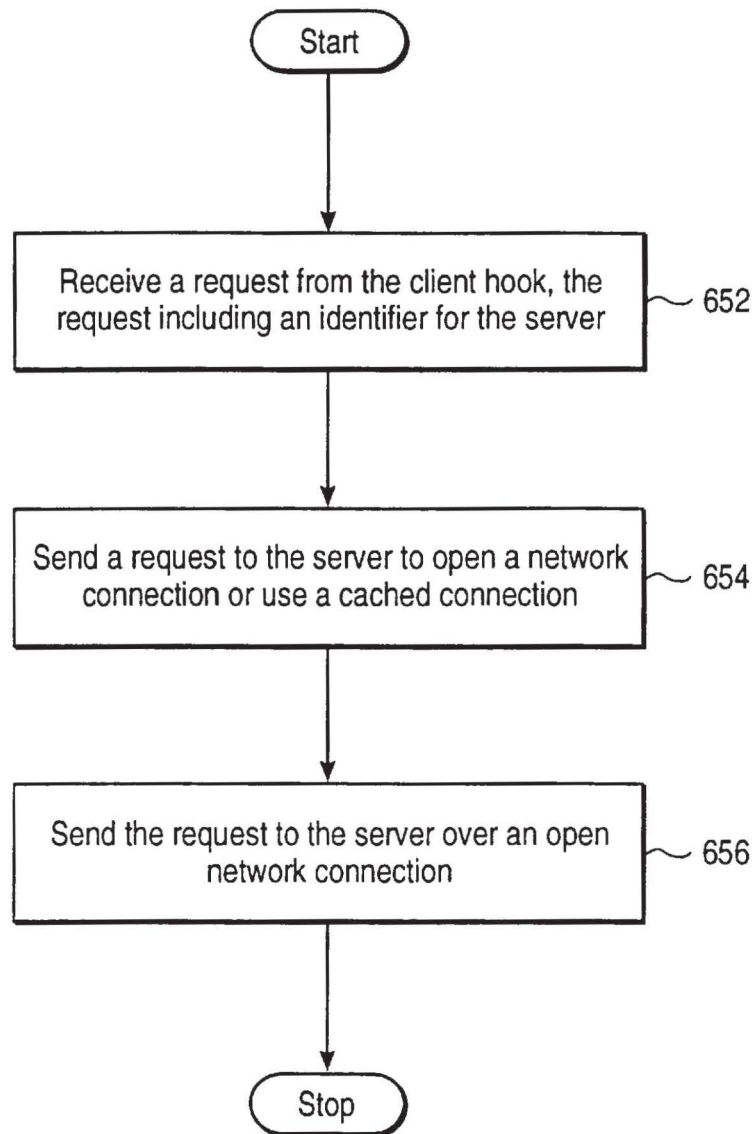 Start
Receive a request from the client hook, the
request including an identifier for the server
652
Send a request to the server to open a network
connection or use a cached connection
654
Send the request to the server over an open
network connection
656
Stop